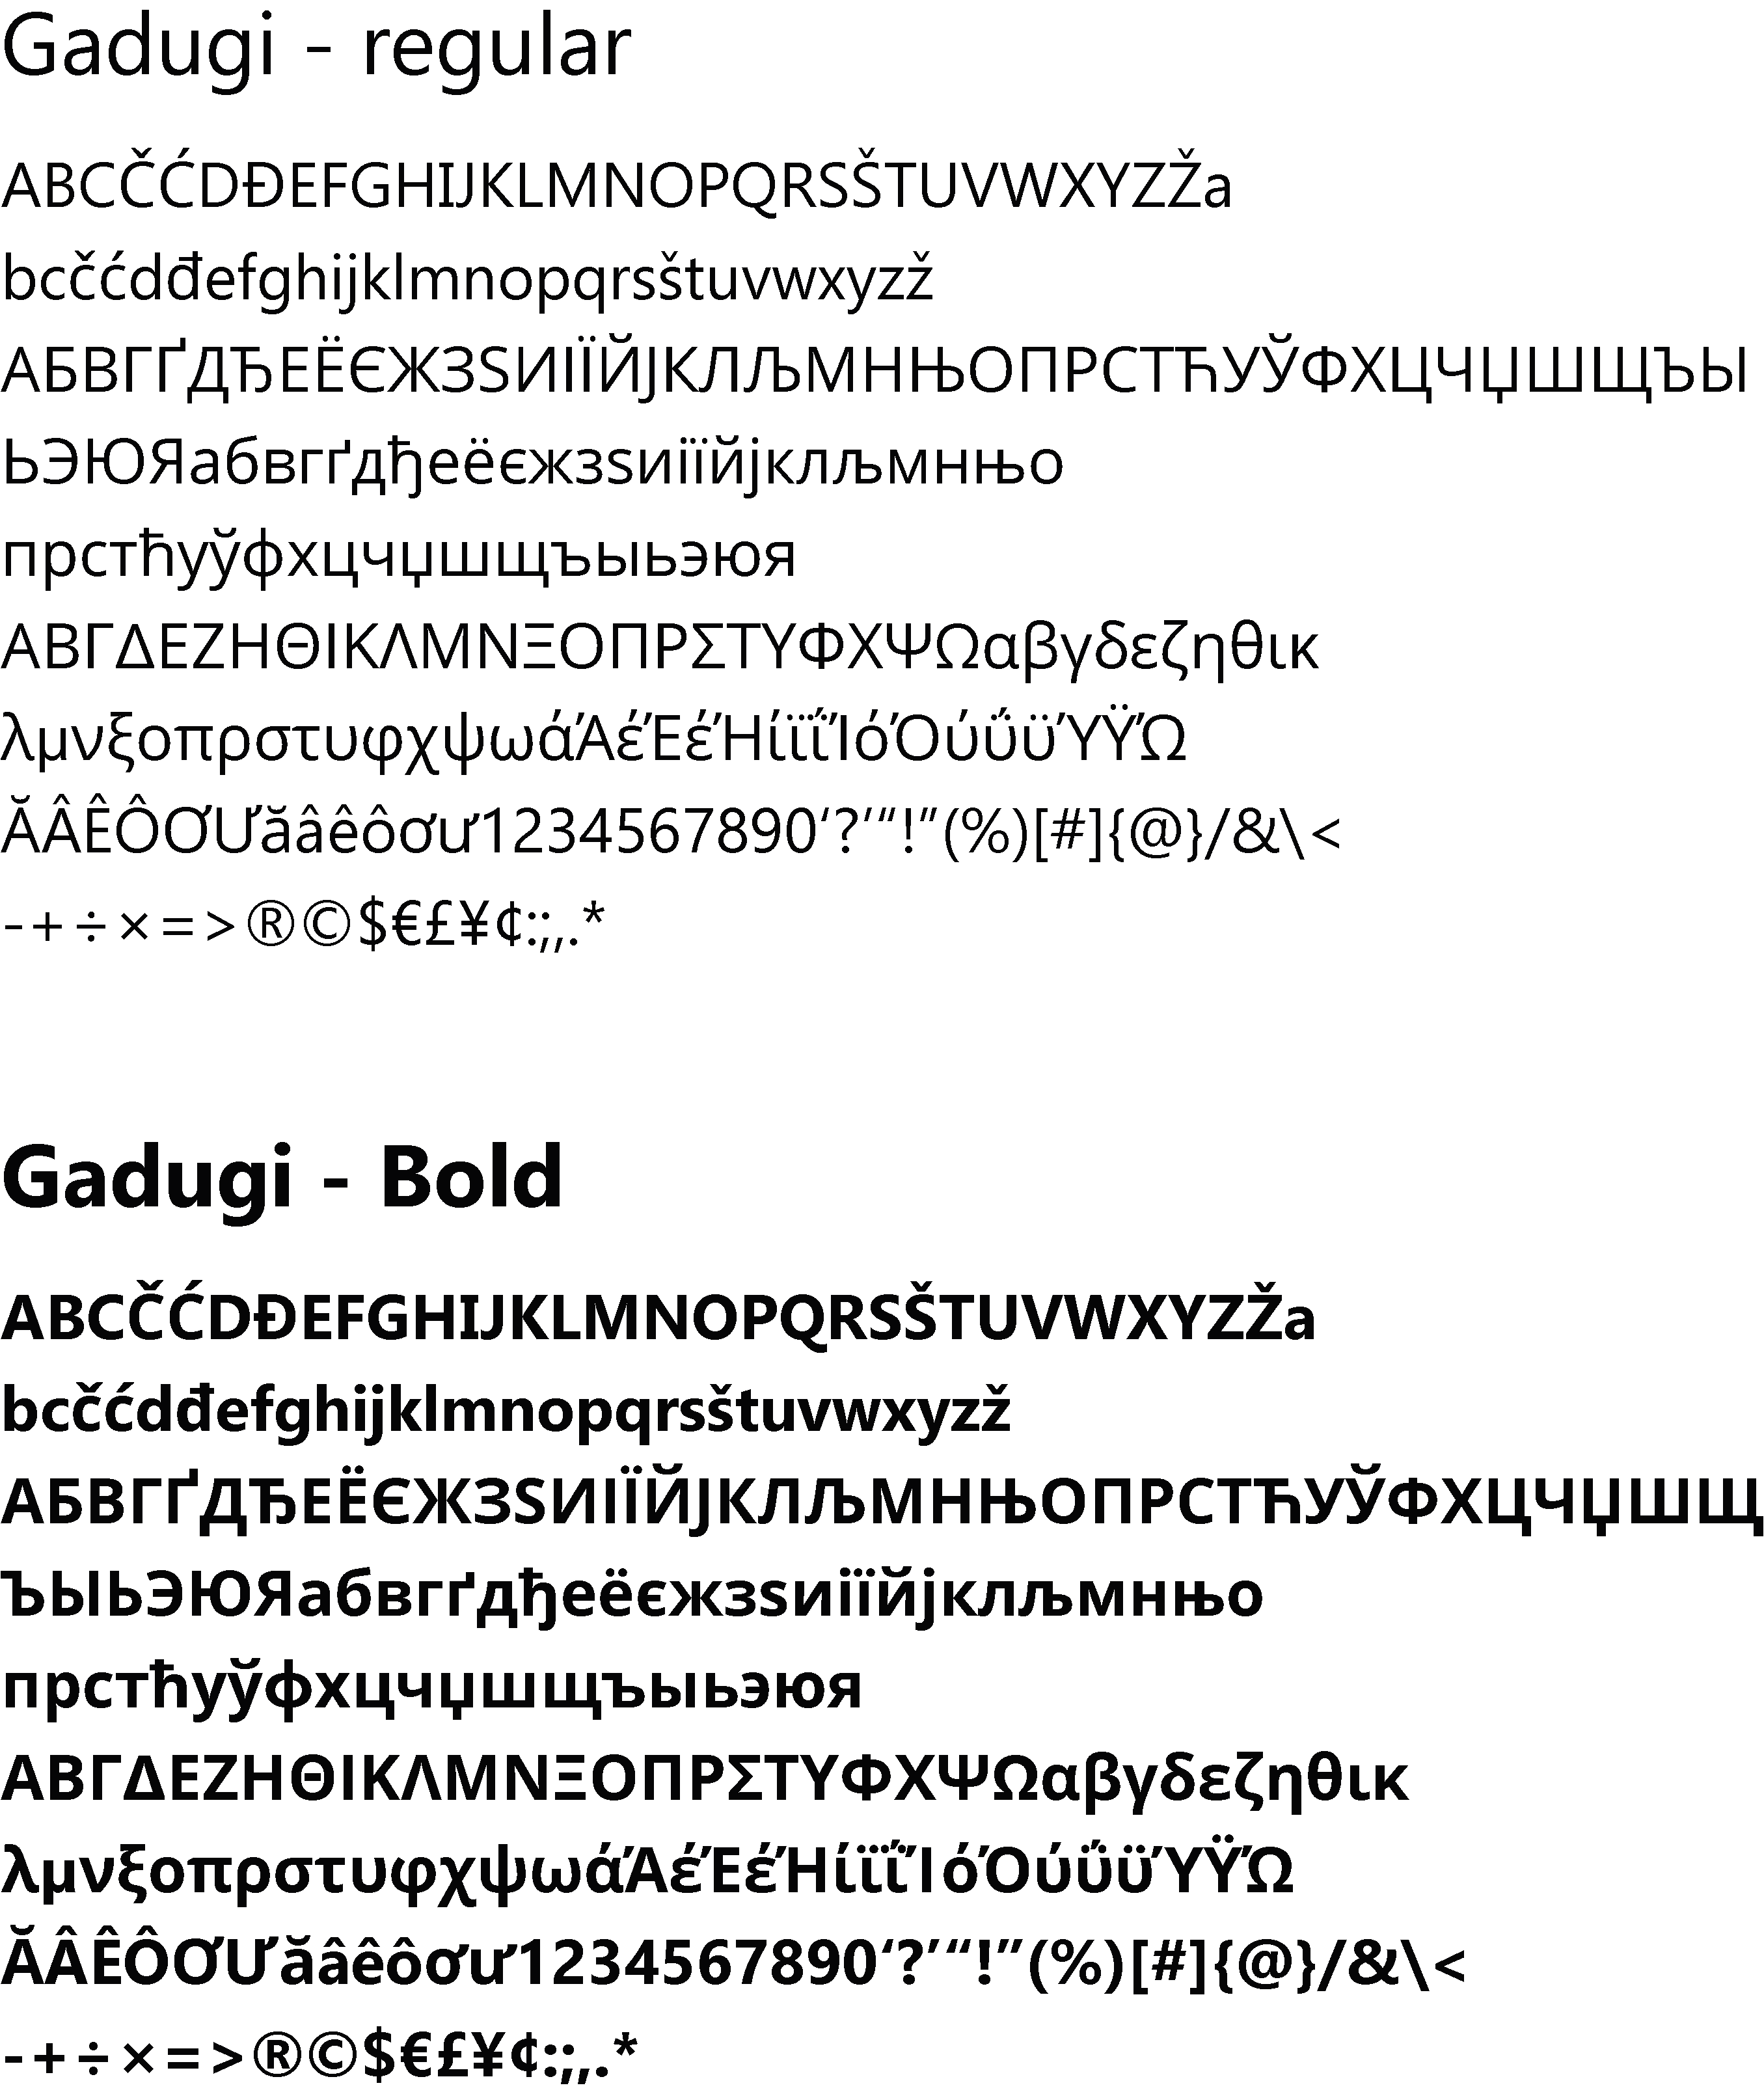 Gadugi - regular
ABCČĆDĐEFGHIJKLMNOPQRSŠTUVWXYZŽa
bcčćdđefghijklmnopqrsštuvwxyzž
АБВГҐДЂЕЁЄЖЗЅИІЇЙЈКЛЉМНЊОПРСТЋУЎФХЦЧЏШЩЪЫ
ЬЭЮЯабвгґдђеёєжзѕиіїйјклљмнњо
прстћуўфхцчџшщъыьэюя
ΑΒΓΔΕΖΗΘΙΚΛΜΝΞΟΠΡΣΤΥΦΧΨΩαβγδεζηθικ
λμνξοπρστυφχψωάΆέΈέΉίϊΐΊόΌύΰϋΎΫΏ
ĂÂÊÔƠƯăâêôơư1234567890‘?’“!”(%)[#]{@}/&\<
-+÷×=>®©$€£¥¢:;,.*
Gadugi - Bold
ABCČĆDĐEFGHIJKLMNOPQRSŠTUVWXYZŽa
bcčćdđefghijklmnopqrsštuvwxyzž
АБВГҐДЂЕЁЄЖЗЅИІЇЙЈКЛЉМНЊОПРСТЋУЎФХЦЧЏШЩ
ЪЫЬЭЮЯабвгґдђеёєжзѕиіїйјклљмнњо
прстћуўфхцчџшщъыьэюя
ΑΒΓΔΕΖΗΘΙΚΛΜΝΞΟΠΡΣΤΥΦΧΨΩαβγδεζηθικ
λμνξοπρστυφχψωάΆέΈέΉίϊΐΊόΌύΰϋΎΫΏ
ĂÂÊÔƠƯăâêôơư1234567890‘?’“!”(%)[#]{@}/&\<
-+÷×=>®©$€£¥¢:;,.*